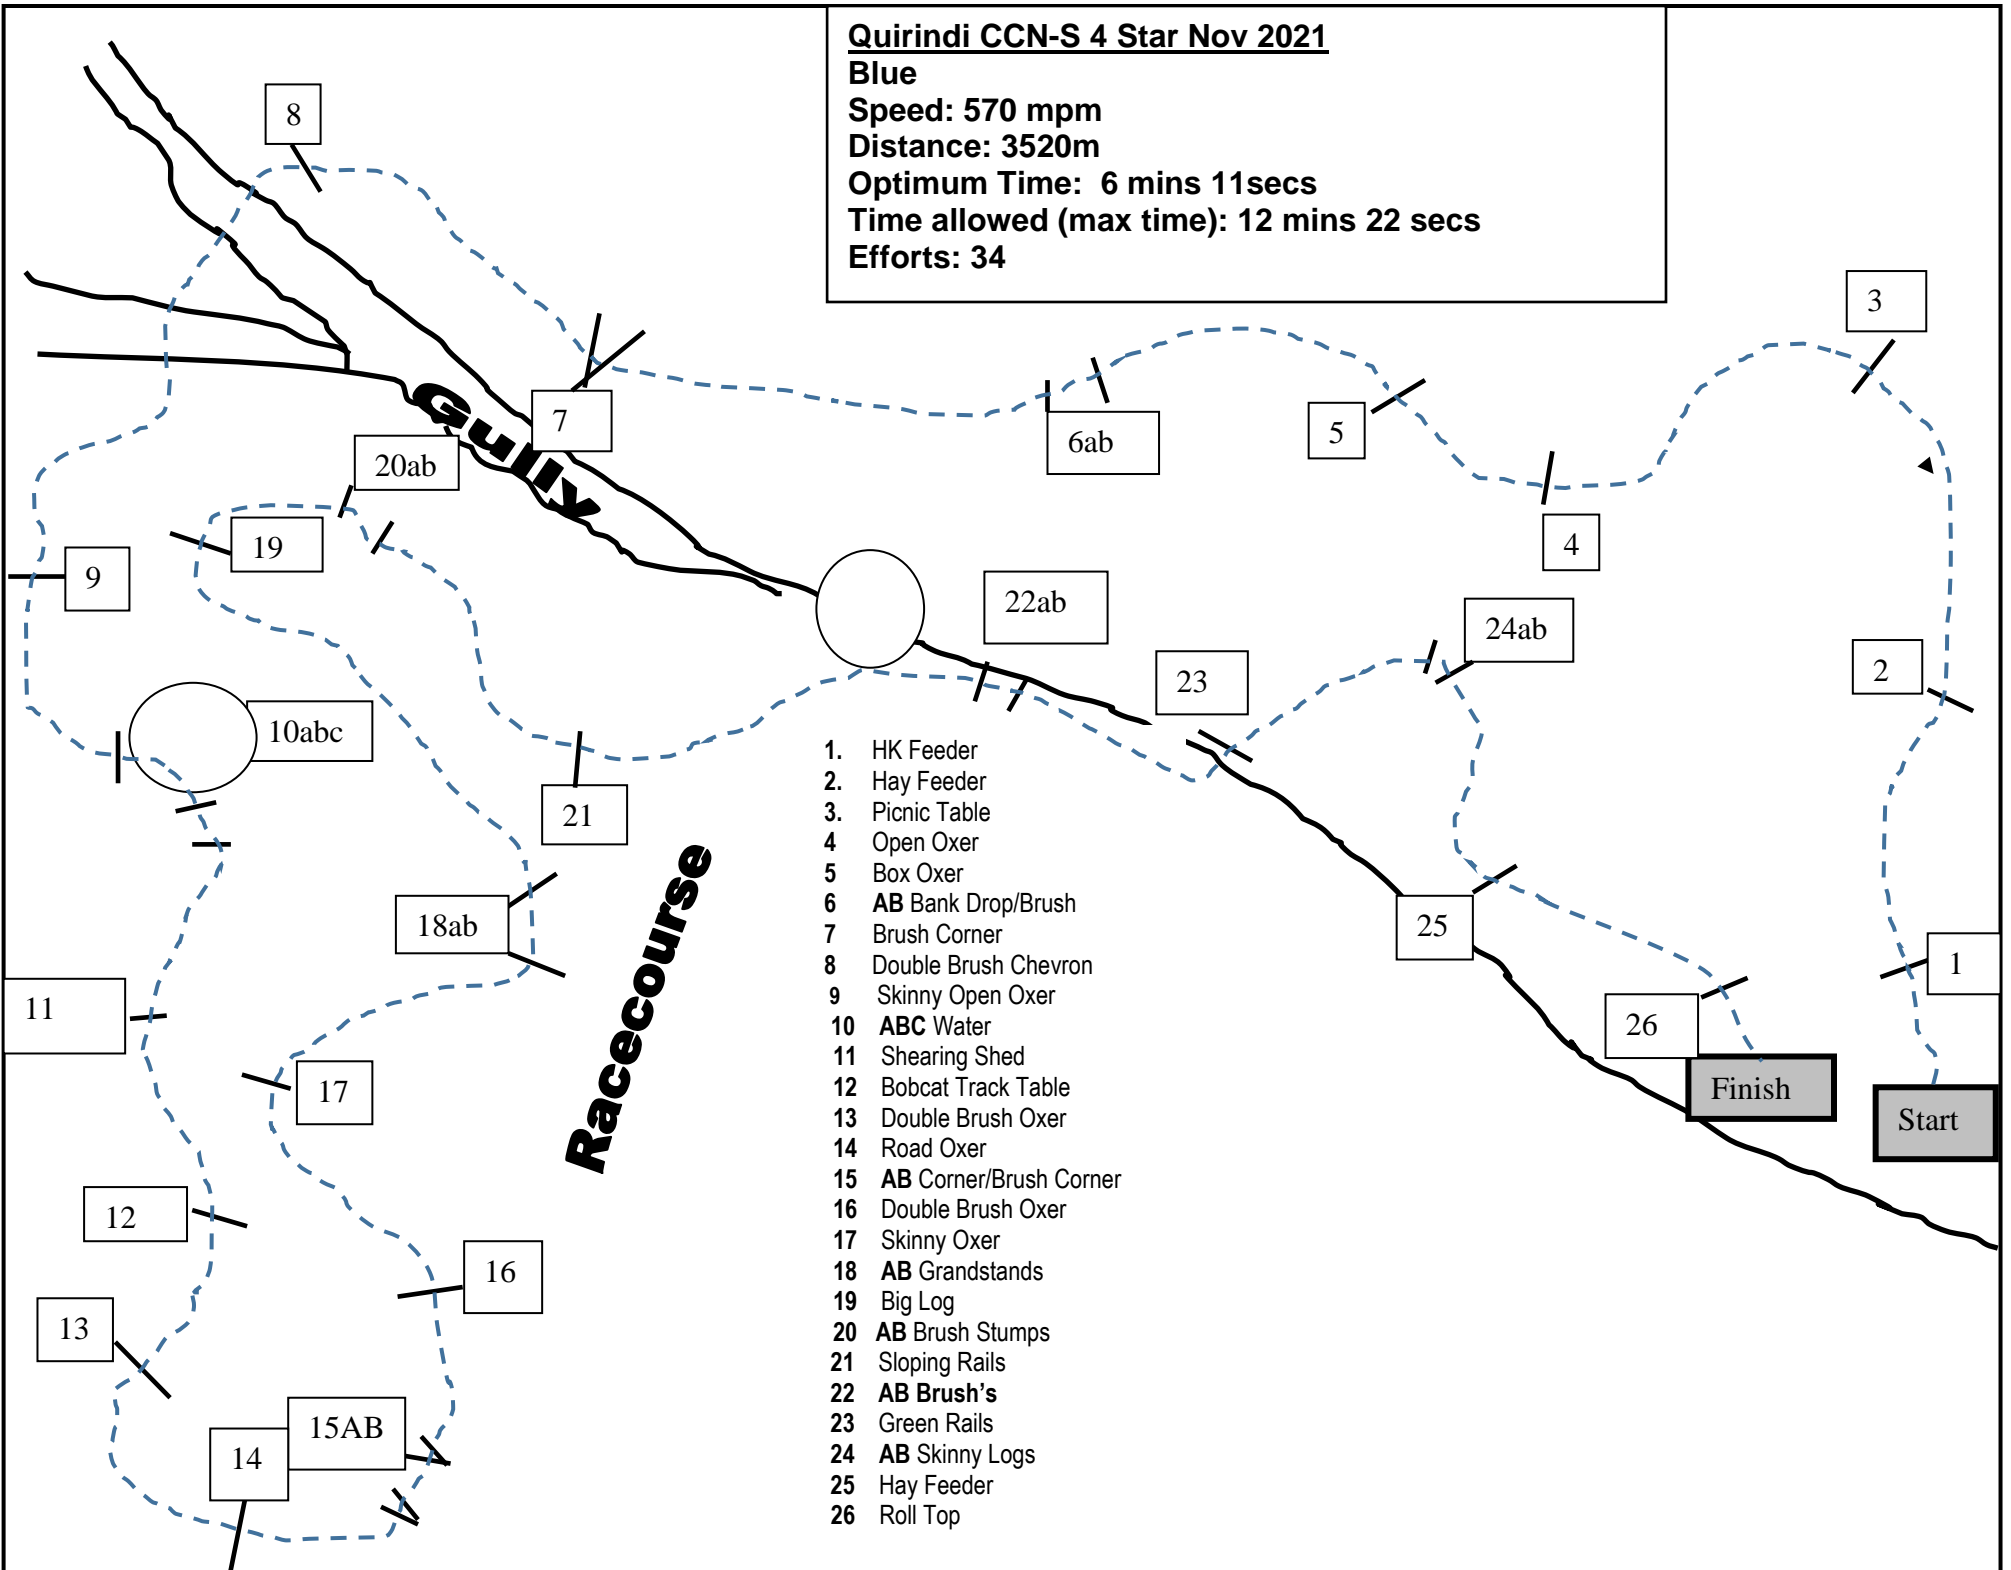 Quirindi CCN-S 4 Star Nov 2021
Blue
Speed: 570 mpm
Distance: 3520m
Optimum Time:  6 mins 11secs
Time allowed (max time): 12 mins 22 secs
Efforts: 34
8
3
7
6ab
5
4
Gully
20ab
19
9
22ab
24ab
23
2
10abc
21
18ab
Racecourse
25
1
11
26
17
Finish
Start
12
16
13
15AB
14
1. HK Feeder
2. Hay Feeder
3. Picnic Table
4 Open Oxer
5 Box Oxer
6 AB Bank Drop/Brush
7 Brush Corner
8 Double Brush Chevron
9 Skinny Open Oxer
10 ABC Water
11 Shearing Shed
12 Bobcat Track Table
13 Double Brush Oxer
14 Road Oxer
15 AB Corner/Brush Corner
16 Double Brush Oxer
17 Skinny Oxer
18 AB Grandstands
19 Big Log
20 AB Brush Stumps
21 Sloping Rails
22 AB Brush's
23 Green Rails
24 AB Skinny Logs
25 Hay Feeder
26 Roll Top